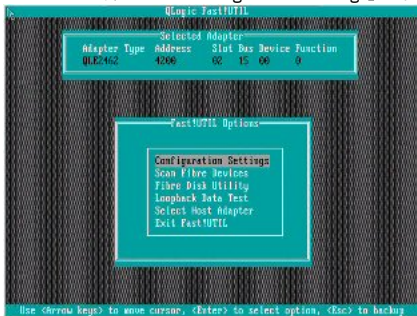 QLogic Fast!UTIL
Selected Adapter
Adapter Type Address Slot Bus Device Function
QLE2462 4200 02 15 00 0
Fast!UTIL Options
Configuration Settings
Scan Fibre Devices
Fibre Disk Utility
Loopback Data Test
Select Host Adapter
Exit Fast!UTIL
Use <Arrow keys> to move cursor, <Enter> to select option, <Esc> to backup